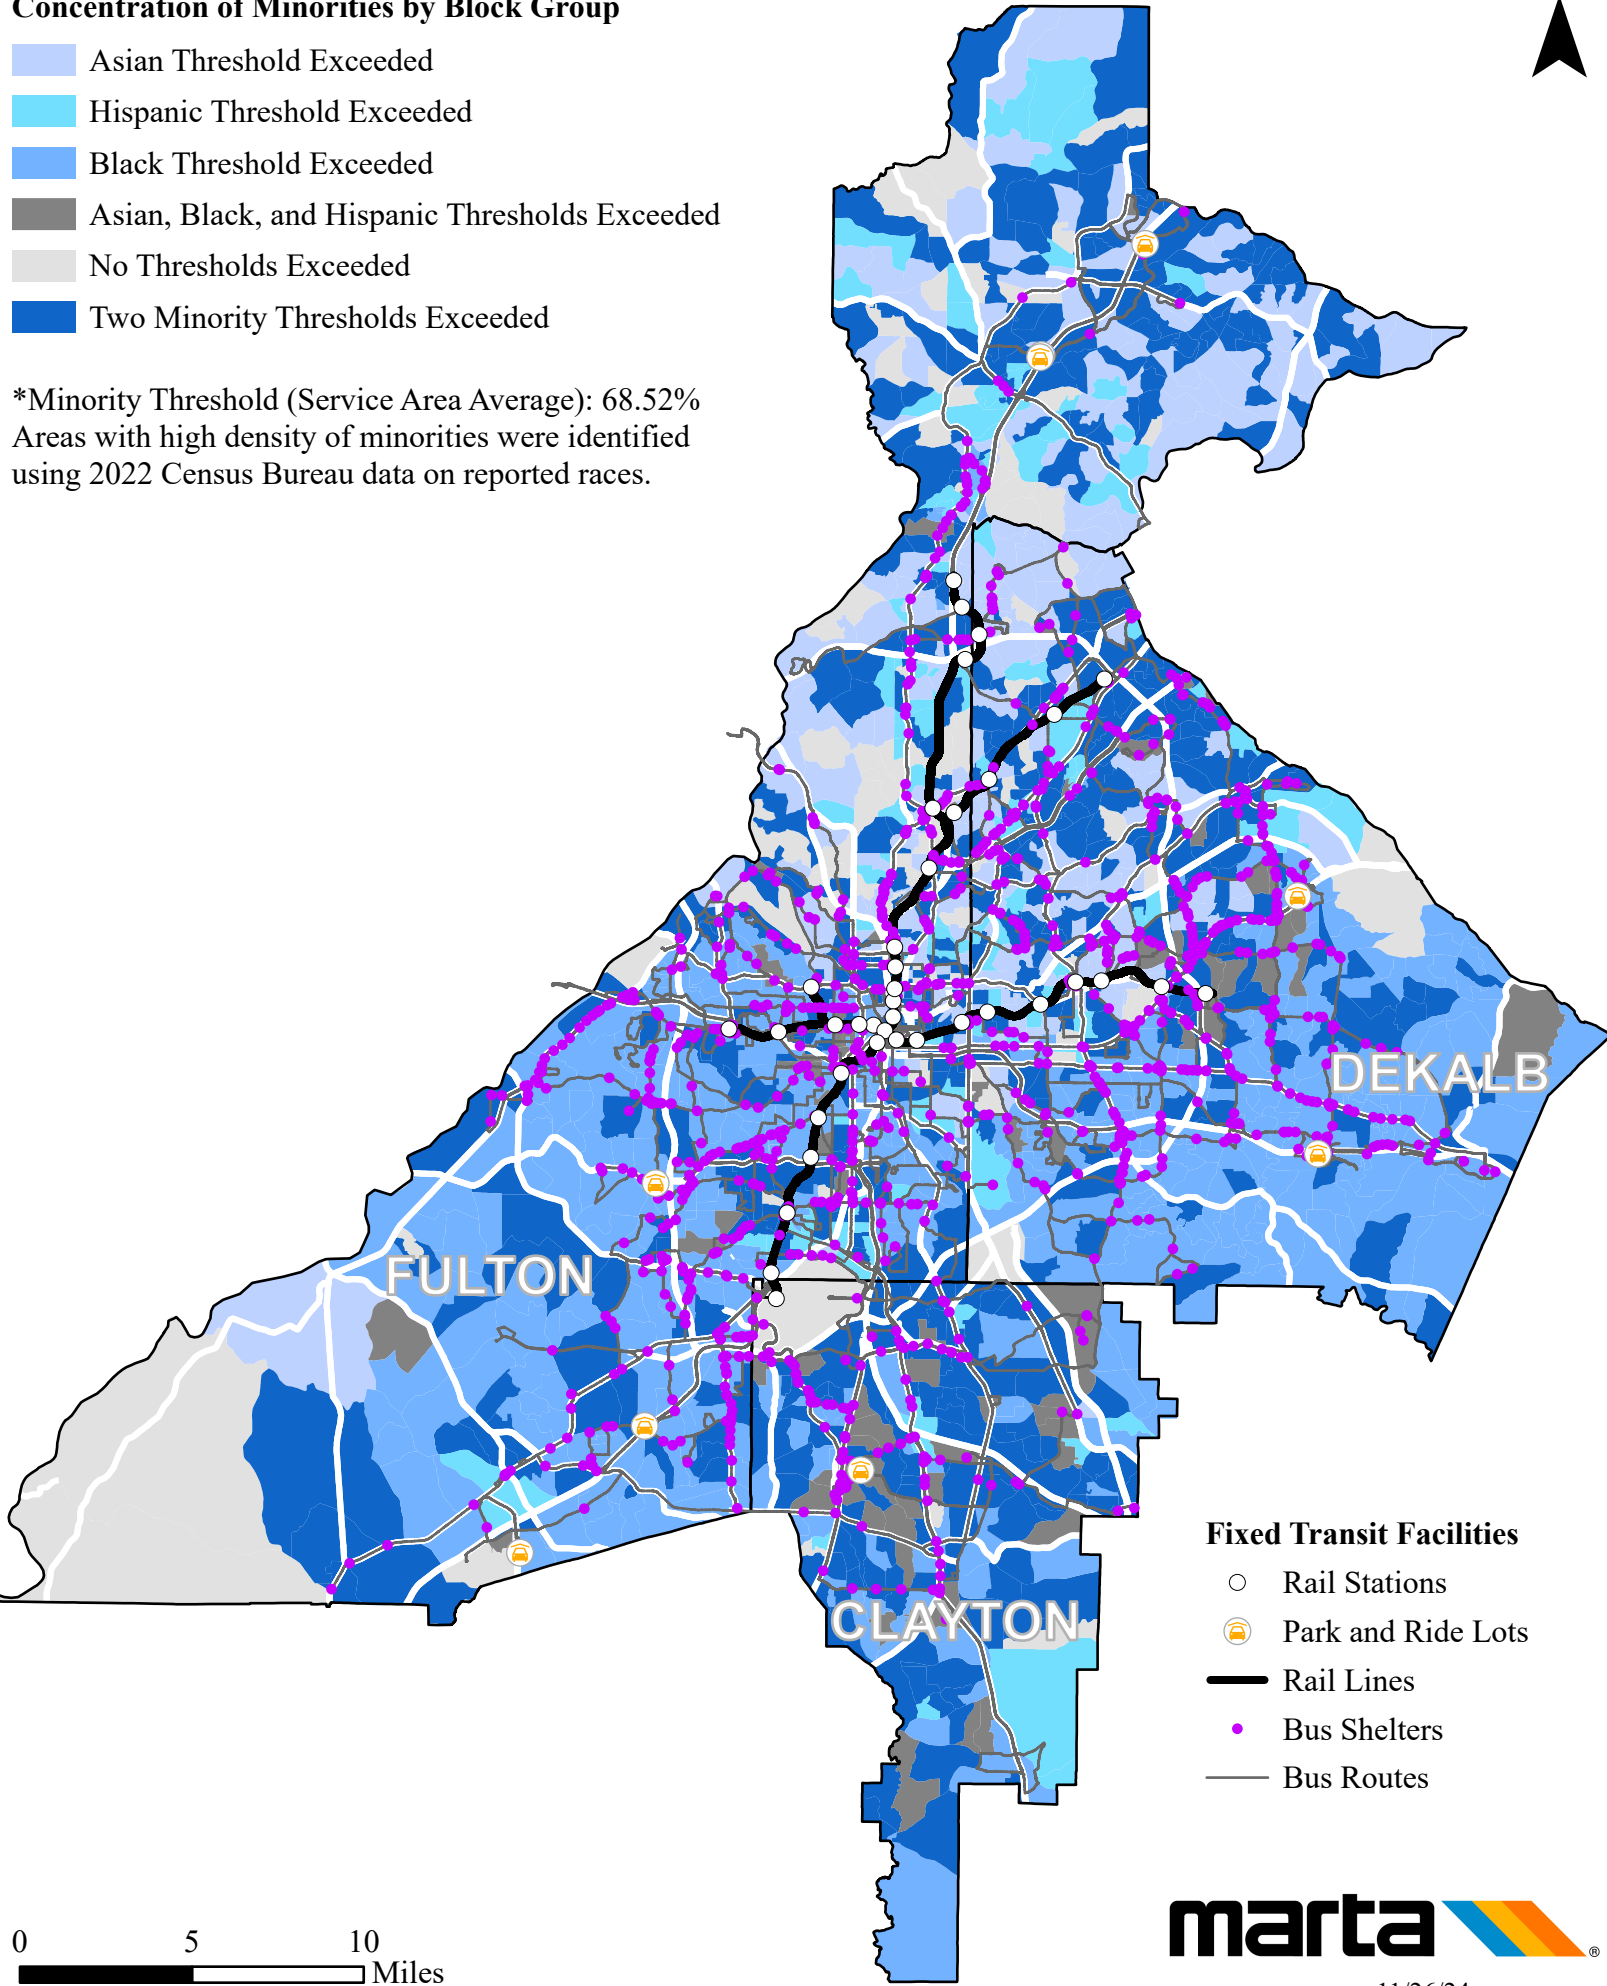 Concentration of Minorities by Block Group
Asian Threshold Exceeded
Hispanic Threshold Exceeded
Black Threshold Exceeded
Asian, Black, and Hispanic Thresholds Exceeded
No Thresholds Exceeded
Two Minority Thresholds Exceeded
*Minority Threshold (Service Area Average): 68.52%
Areas with high density of minorities were identified
using 2022 Census Bureau data on reported races.
DEKALB
FULTON
CLAYTON
Fixed Transit Facilities
Rail Stations
Park and Ride Lots
Rail Lines
Bus Shelters
Bus Routes
0 5 10
Miles
marta ®
11/26/24